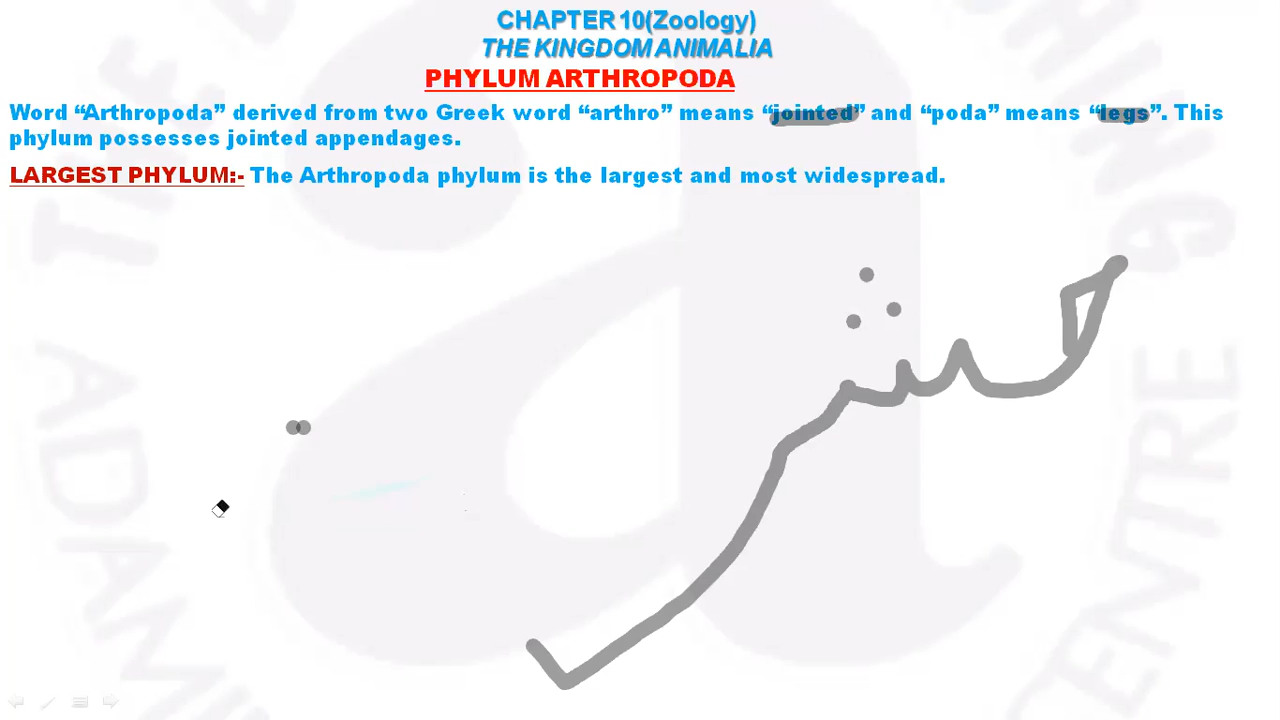 CHAPTER 10(Zoology)
THE KINGDOM ANIMALIA
PHYLUM ARTHROPODA
Word “Arthropoda” derived from two Greek word “arthro” means “jointed” and “poda” means “legs”. This
phylum possesses jointed appendages.
LARGEST PHYLUM:- The Arthropoda phylum is the largest and most widespread.